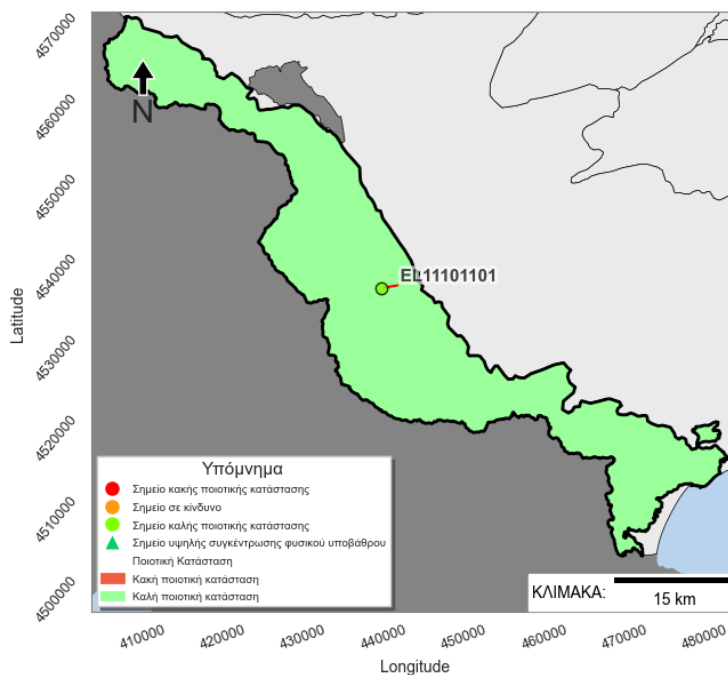 4570000
4560000
4550000
4540000
4530000
4520000
4510000
4500000
Latitude
N
EL11101101
Υπόμνημα
Σημείο κακής ποιοτικής κατάστασης
Σημείο σε κίνδυνο
Σημείο καλής ποιοτικής κατάστασης
Σημείο υψηλής συγκέντρωσης φυσικού υποβάθρου
Ποιοτική Κατάσταση
Κακή ποιοτική κατάσταση
Καλή ποιοτική κατάσταση
ΚΛΙΜΑΚΑ:
15 km
410000
420000
430000
440000
450000
460000
470000
480000
Longitude